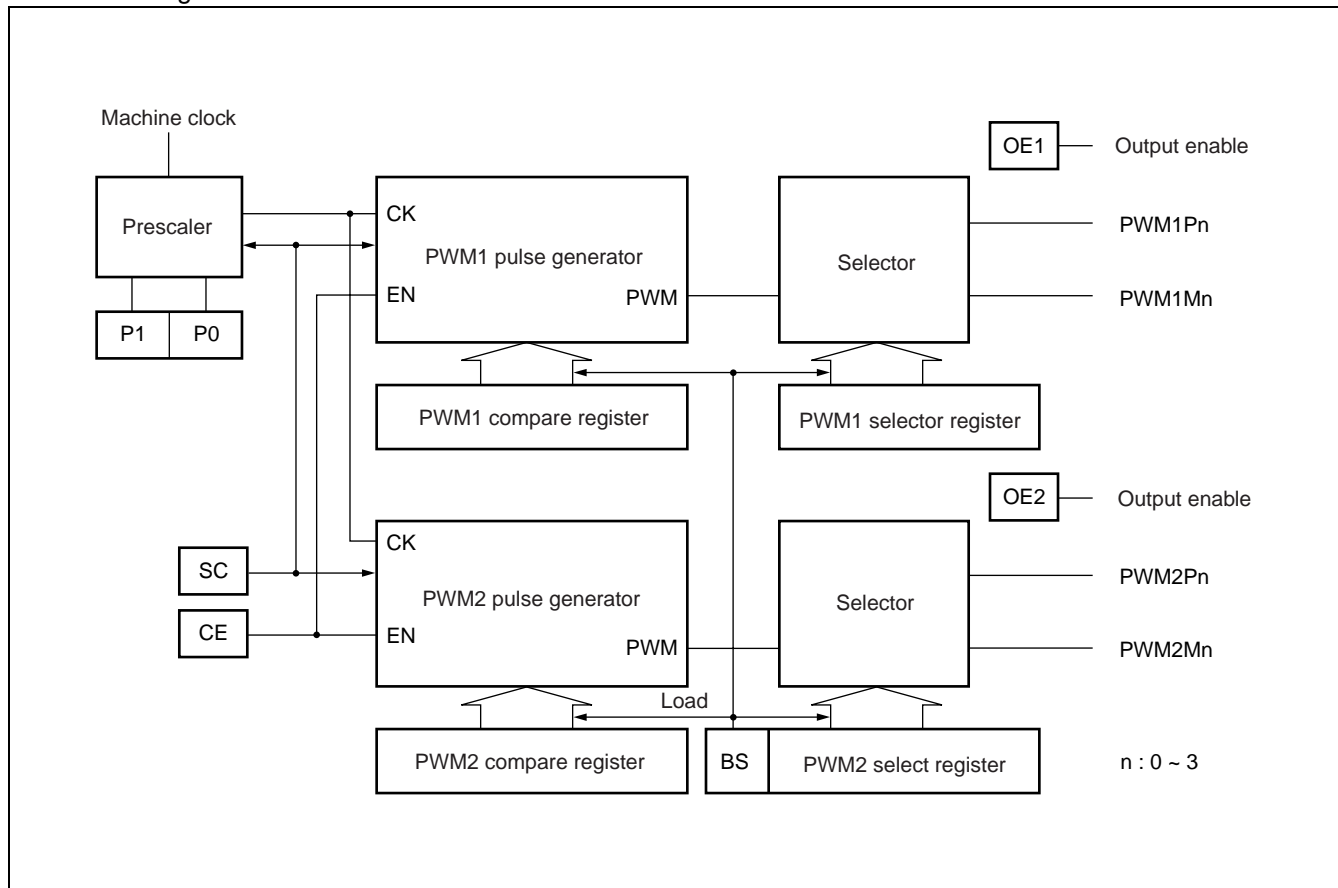 Machine clock
OE1
Output enable
Prescaler
CK
PWM1 pulse generator
EN
PWM
Selector
PWM1Pn
PWM1Mn
P1
P0
PWM1 compare register
PWM1 selector register
OE2
Output enable
CK
SC
PWM2 pulse generator
CE
EN
PWM
Selector
PWM2Pn
PWM2Mn
Load
PWM2 compare register
BS
PWM2 select register
n : 0 ~ 3